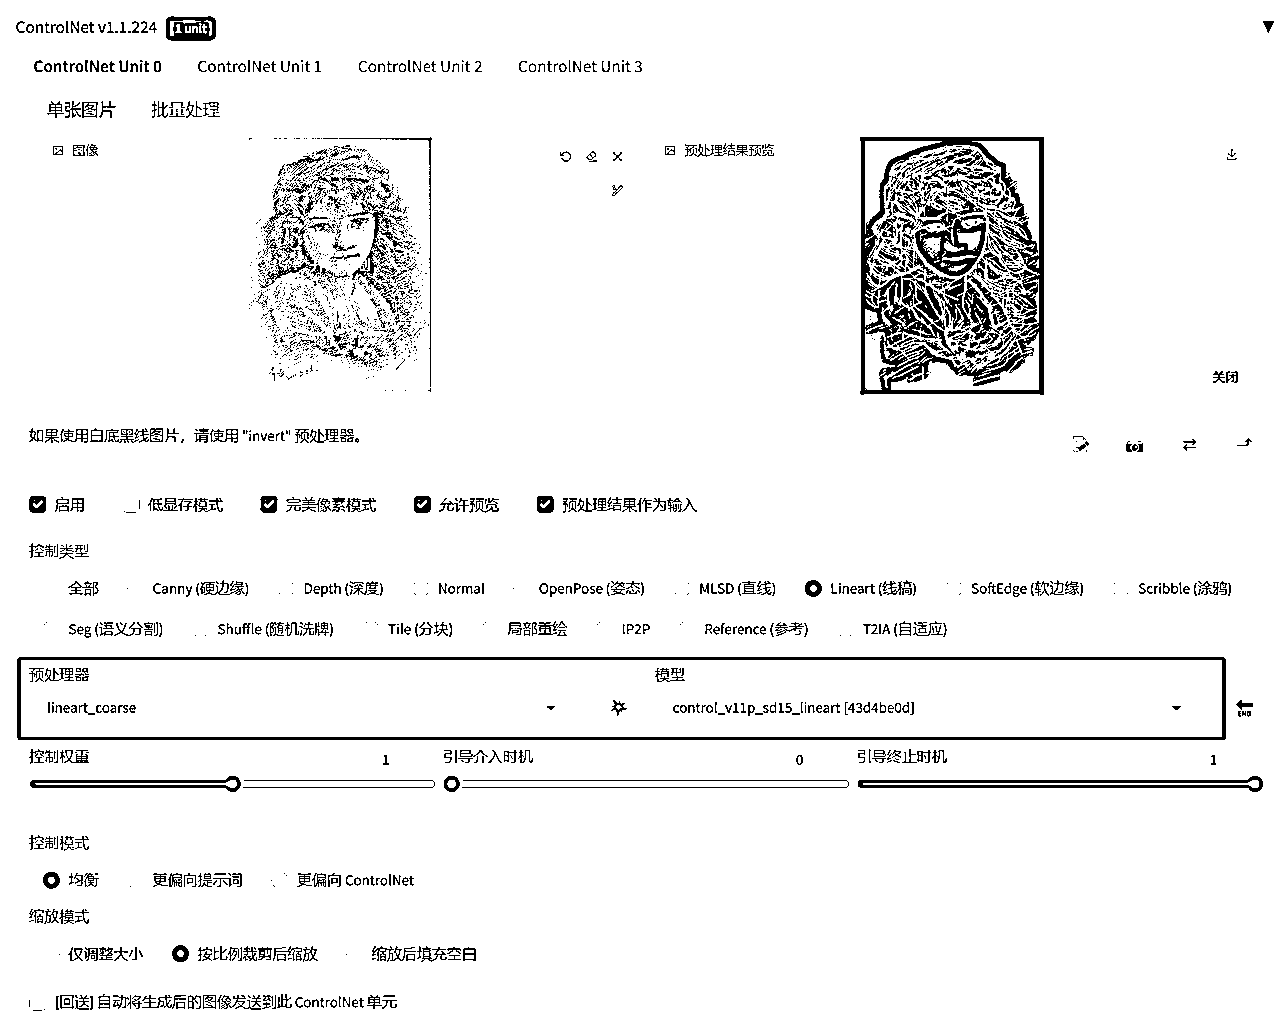 ControlNet v1.1.224 [1 unit]
ControlNet Unit 0 ControlNet Unit 1 ControlNet Unit 2 ControlNet Unit 3
单张图片 批量处理
图像 预处理结果预览
关闭
如果使用白底黑线图片，请使用 "invert" 预处理器。
启用 低显存模式 完美像素模式 允许预览 预处理结果作为输入
控制类型
全部 Canny (硬边缘) Depth (深度) Normal OpenPose (姿态) MLSD (直线) Lineart (线稿) SoftEdge (软边缘) Scribble (涂鸦)
Seg (语义分割) Shuffle (随机洗牌) Tile (分块) 局部重绘 IP2P Reference (参考) T2IA (自适应)
预处理器 模型
lineart_coarse control_v11p_sd15_lineart [43d4be0d]
END
控制权重 1 引导介入时机 0 引导终止时机 1
控制模式
均衡 更偏向提示词 更偏向 ControlNet
缩放模式
仅调整大小 按比例裁剪后缩放 缩放后填充空白
[回送] 自动将生成后的图像发送到此 ControlNet 单元